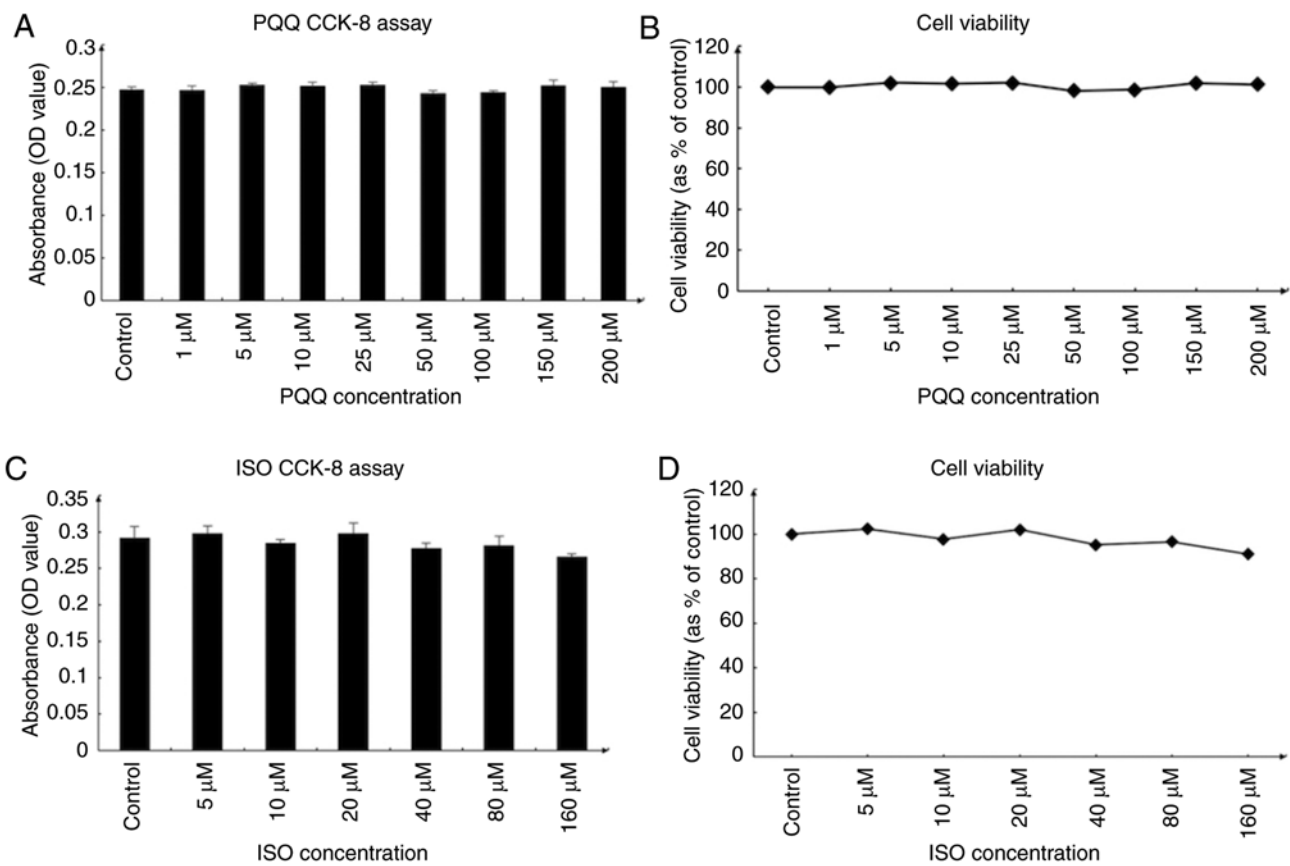 A
PQQ CCK-8 assay
Absorbance (OD value)
0.3
0.25
0.2
0.15
0.1
0.05
0
Control
1 µM
5 µM
10 µM
25 µM
50 µM
100 µM
150 µM
200 µM
PQQ concentration
B
Cell viability
Cell viability (as % of control)
120
100
80
60
40
20
0
Control
1 µM
5 µM
10 µM
25 µM
50 µM
100 µM
150 µM
200 µM
PQQ concentration
C
ISO CCK-8 assay
Absorbance (OD value)
0.35
0.3
0.25
0.2
0.15
0.1
0.05
0
Control
5 µM
10 µM
20 µM
40 µM
80 µM
160 µM
ISO concentration
D
Cell viability
Cell viability (as % of control)
120
100
80
60
40
20
0
Control
5 µM
10 µM
20 µM
40 µM
80 µM
160 µM
ISO concentration